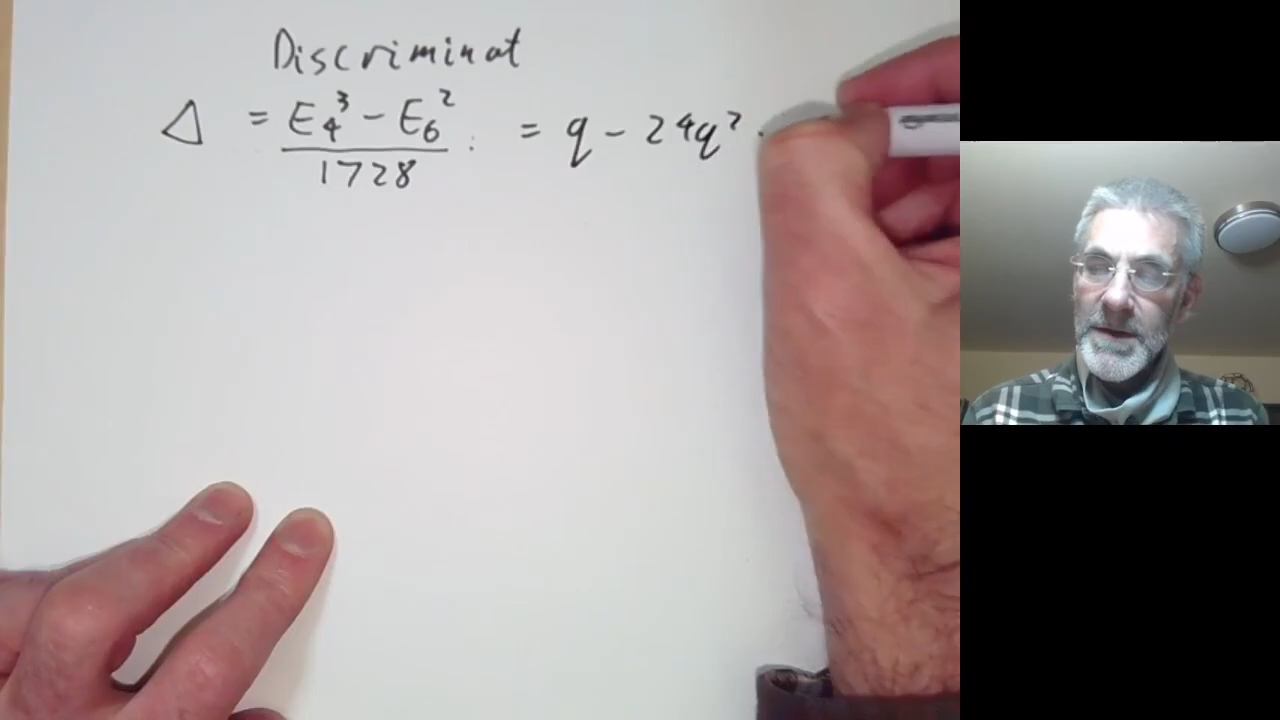 Discriminat
Δ = E₄³ − E₆² / 1728 = q − 24q²